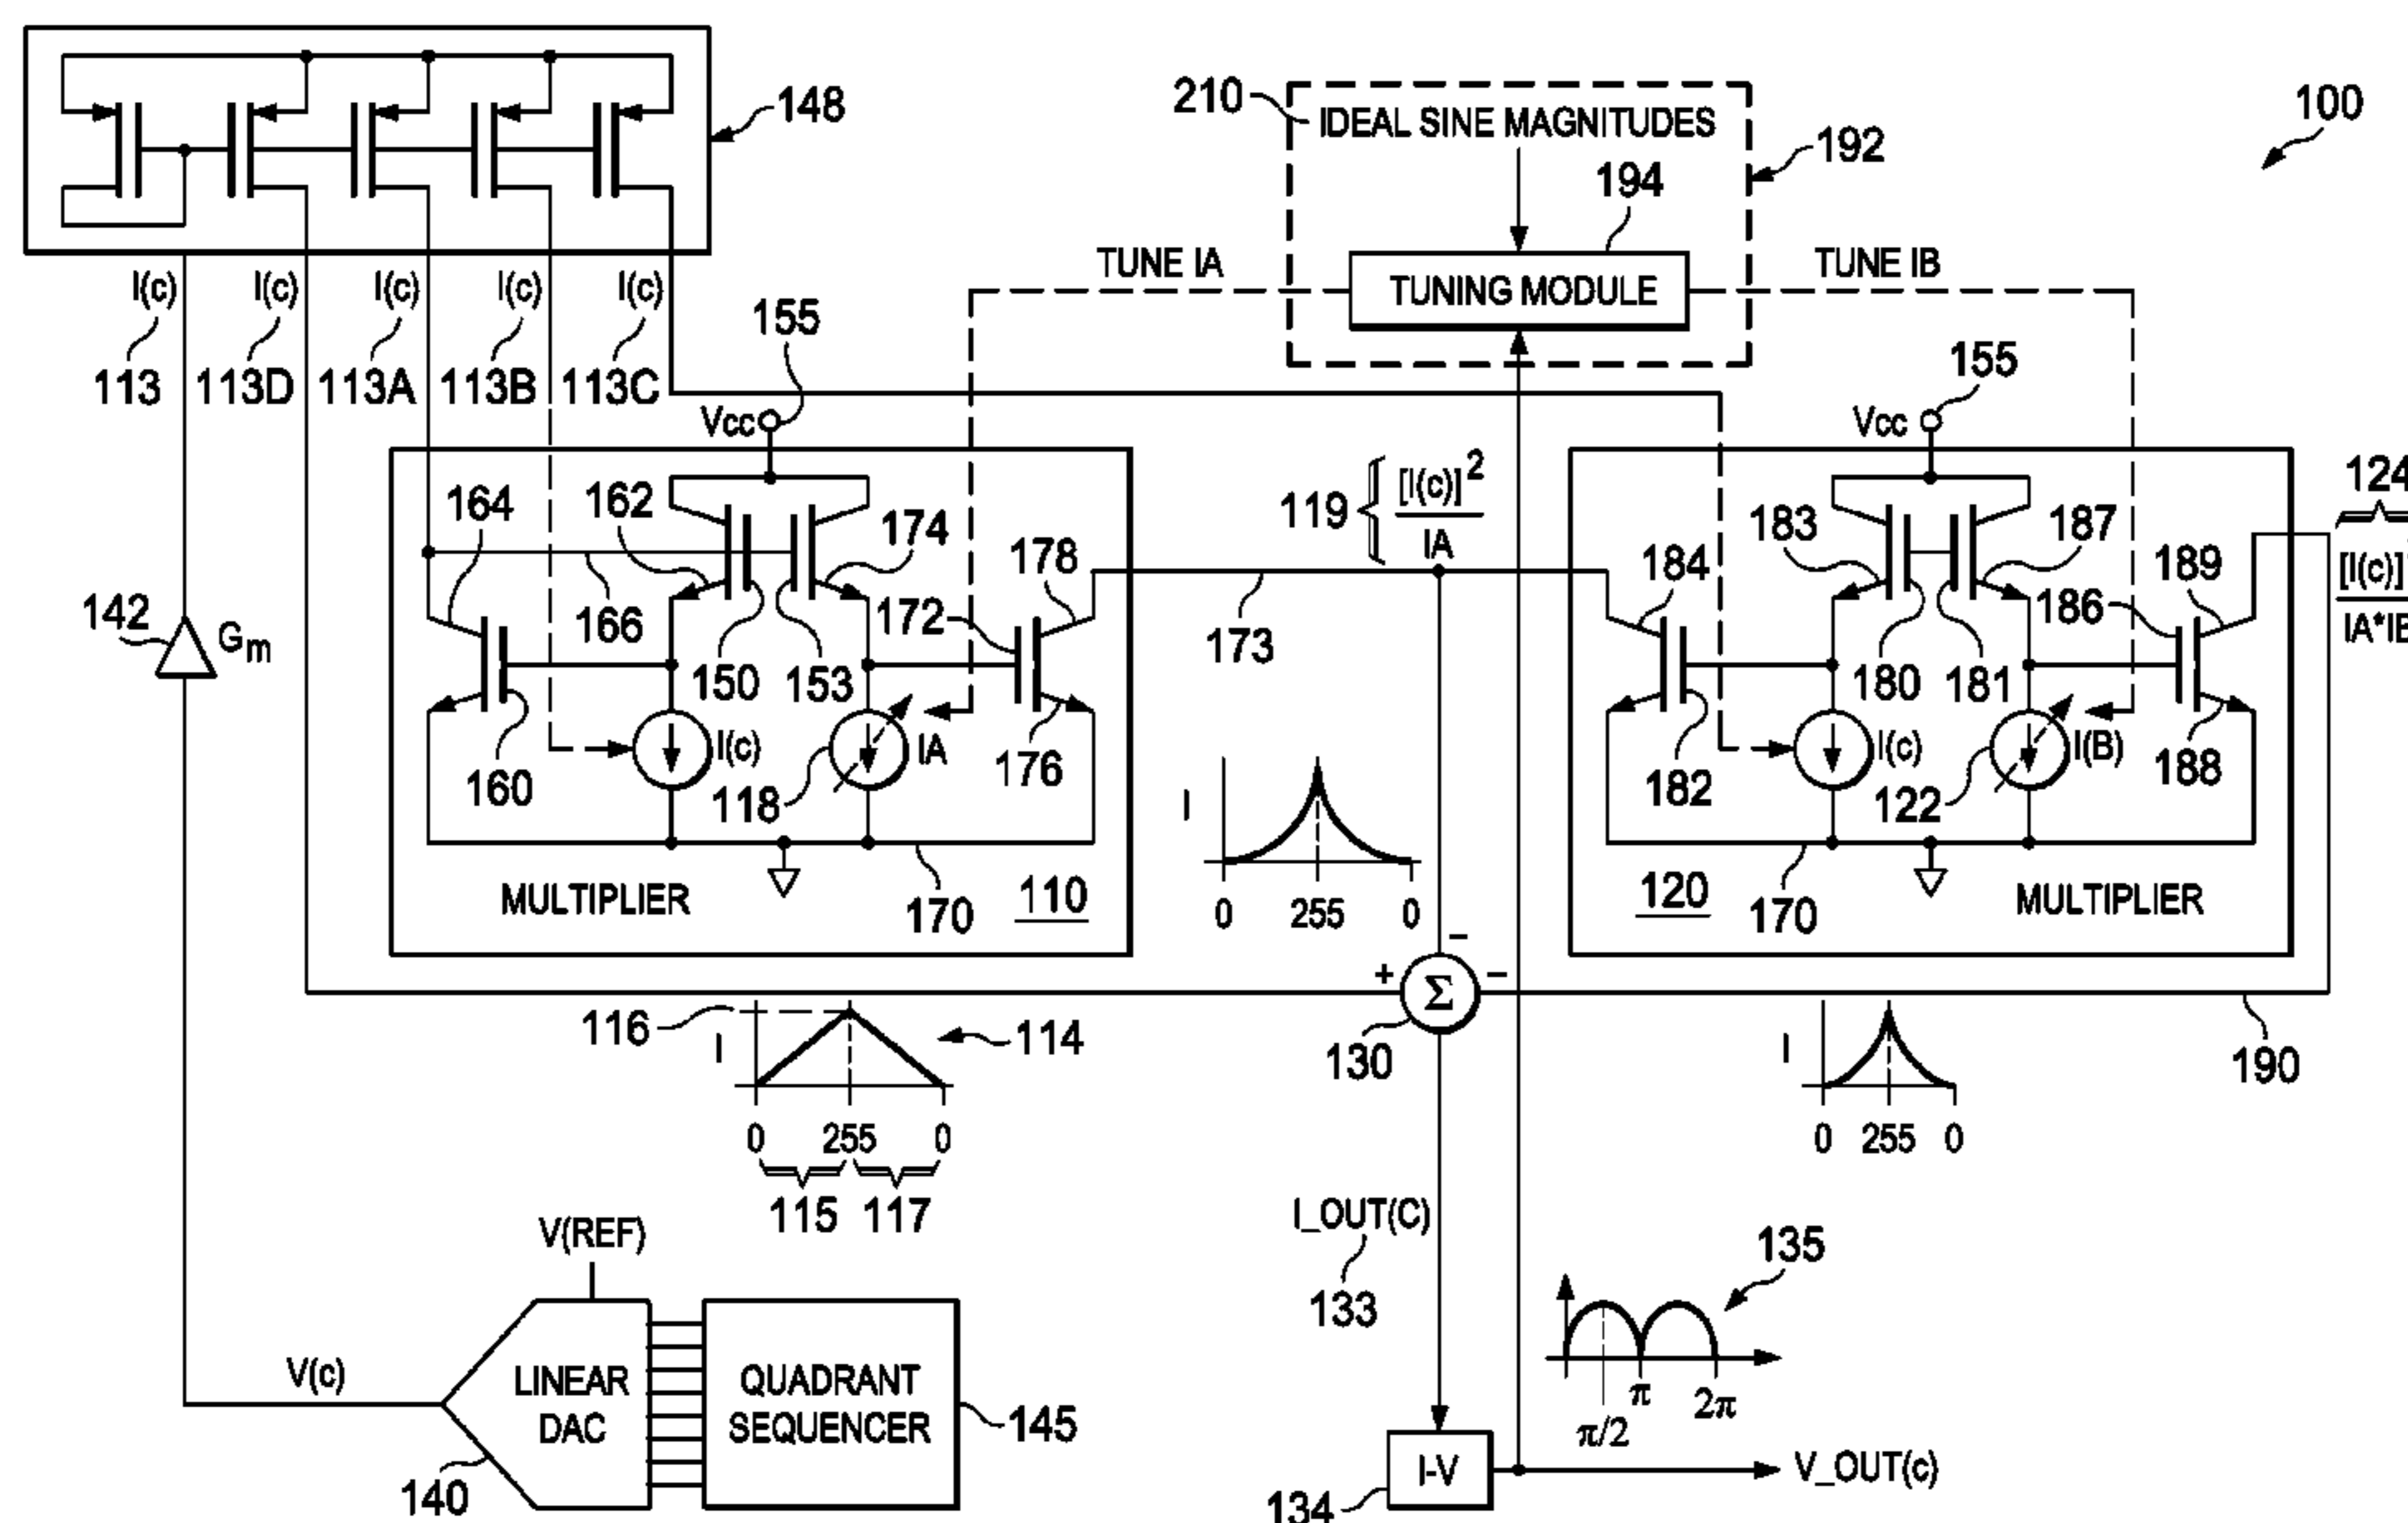 148
210
IDEAL SINE MAGNITUDES
192
100
194
TUNE IA
TUNING MODULE
TUNE IB
I(c) I(c) I(c) I(c) I(c)
113 113D 113A 113B 113C
155
Vcc
155
Vcc
142
Gm
164
162
174
178
166
150
153
172
160
I(c)
118
IA
176
MULTIPLIER
170
110
119
[I(c)]2
IA
173
I
0 255 0
183
187
184
186
189
180
181
182
I(c)
122
I(B)
188
120
170
MULTIPLIER
124
IA*IB
+
-
-
Σ
130
190
116
I
114
0 255 0
115 117
I
0 255 0
V(REF)
V(c)
LINEAR
DAC
140
QUADRANT
SEQUENCER
145
I_OUT(C)
133
135
π/2
π
2π
I-V
134
V_OUT(c)